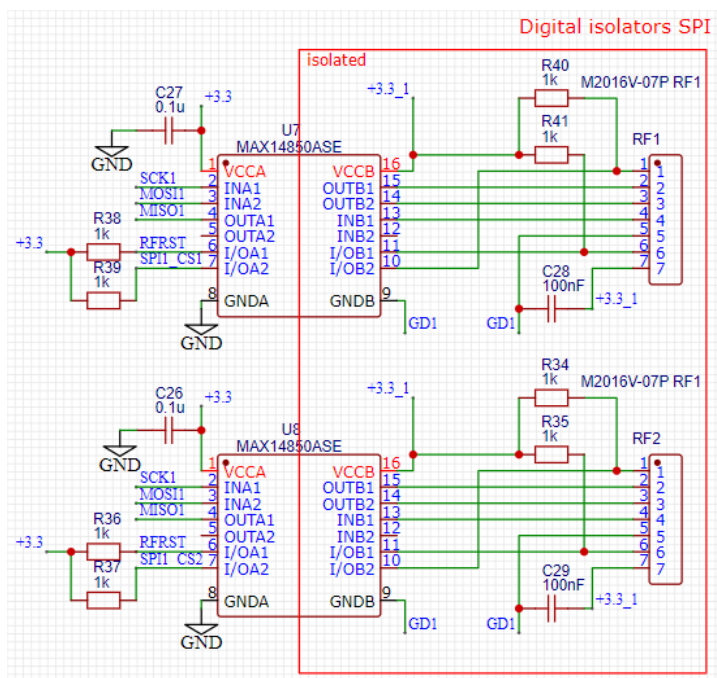 Digital isolators SPI
isolated
C27
0.1u
+3.3
GND
U7
MAX14850ASE
+3.3_1
R40
1k
M2016V-07P RF1
R41
1k
RF1
1 VCCA VCCB 16
SCK1 2 INA1 OUTB1 15
MOSI1 3 INA2 OUTB2 14
MISO1 4 OUTA1 INB1 13
5 OUTA2 INB2 12
RFRST 6 I/OA1 I/OB1 11
SPI1_CS1 7 I/OA2 I/OB2 10
8 GNDA GNDB 9
+3.3
R38
1k
R39
1k
GND
GD1
1 1
2 2
3 3
4 4
5 5
6 6
7 7
C28
100nF
+3.3_1
GD1
C26
0.1u
+3.3
GND
U8
MAX14850ASE
+3.3_1
R34
1k
M2016V-07P RF1
R35
1k
RF2
1 VCCA VCCB 16
SCK1 2 INA1 OUTB1 15
MOSI1 3 INA2 OUTB2 14
MISO1 4 OUTA1 INB1 13
5 OUTA2 INB2 12
RFRST 6 I/OA1 I/OB1 11
SPI1_CS2 7 I/OA2 I/OB2 10
8 GNDA GNDB 9
+3.3
R36
1k
R37
1k
GND
GD1
1 1
2 2
3 3
4 4
5 5
6 6
7 7
C29
100nF
+3.3_1
GD1